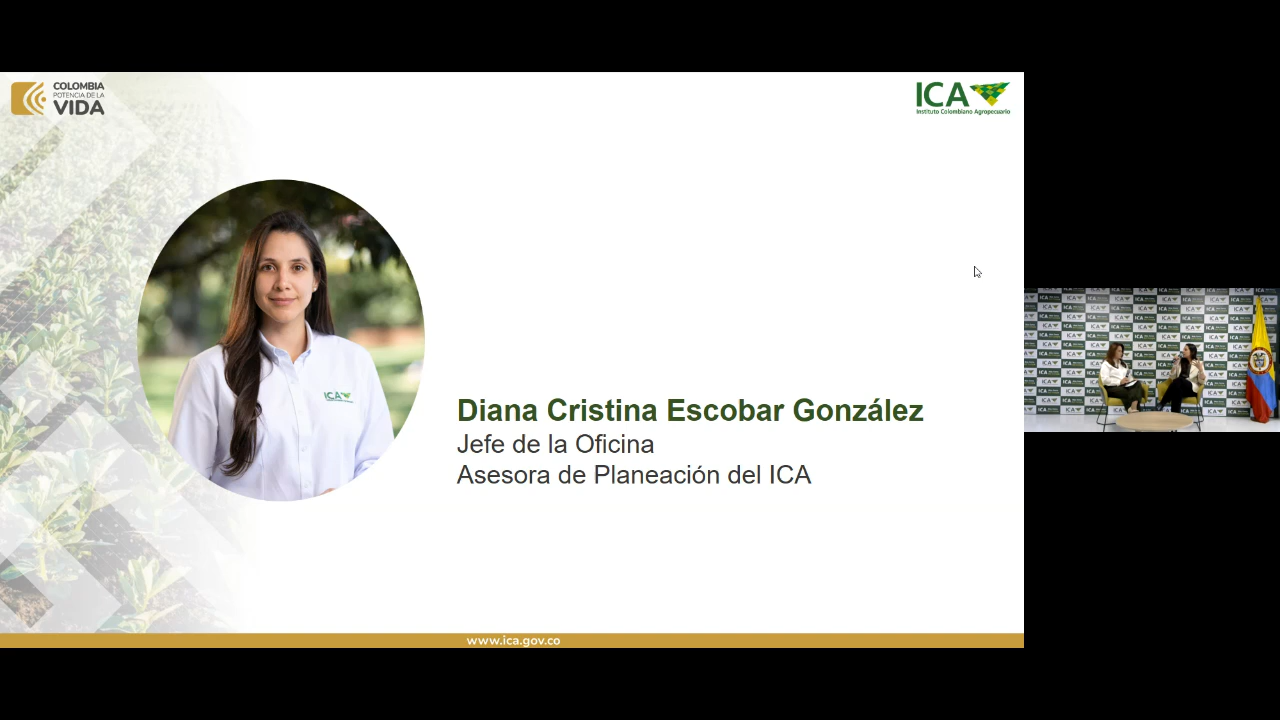 COLOMBIA
POTENCIA DE LA
VIDA
ICA
Instituto Colombiano Agropecuario
ICA
Diana Cristina Escobar González
Jefe de la Oficina
Asesora de Planeación del ICA
www.ica.gov.co